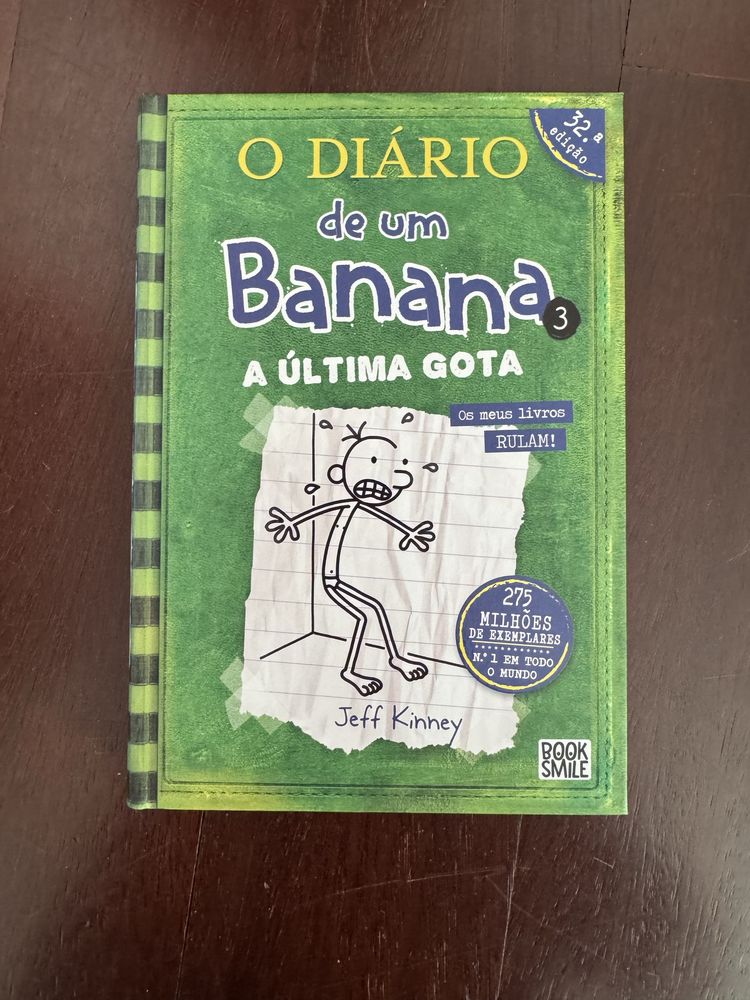 32.ª
edição
O DIÁRIO
de um
Banana
3
A ÚLTIMA GOTA
Os meus livros
RULAM!
275
MILHÕES
DE EXEMPLARES
N.º 1 EM TODO
O MUNDO
Jeff Kinney
BOOK
SMILE